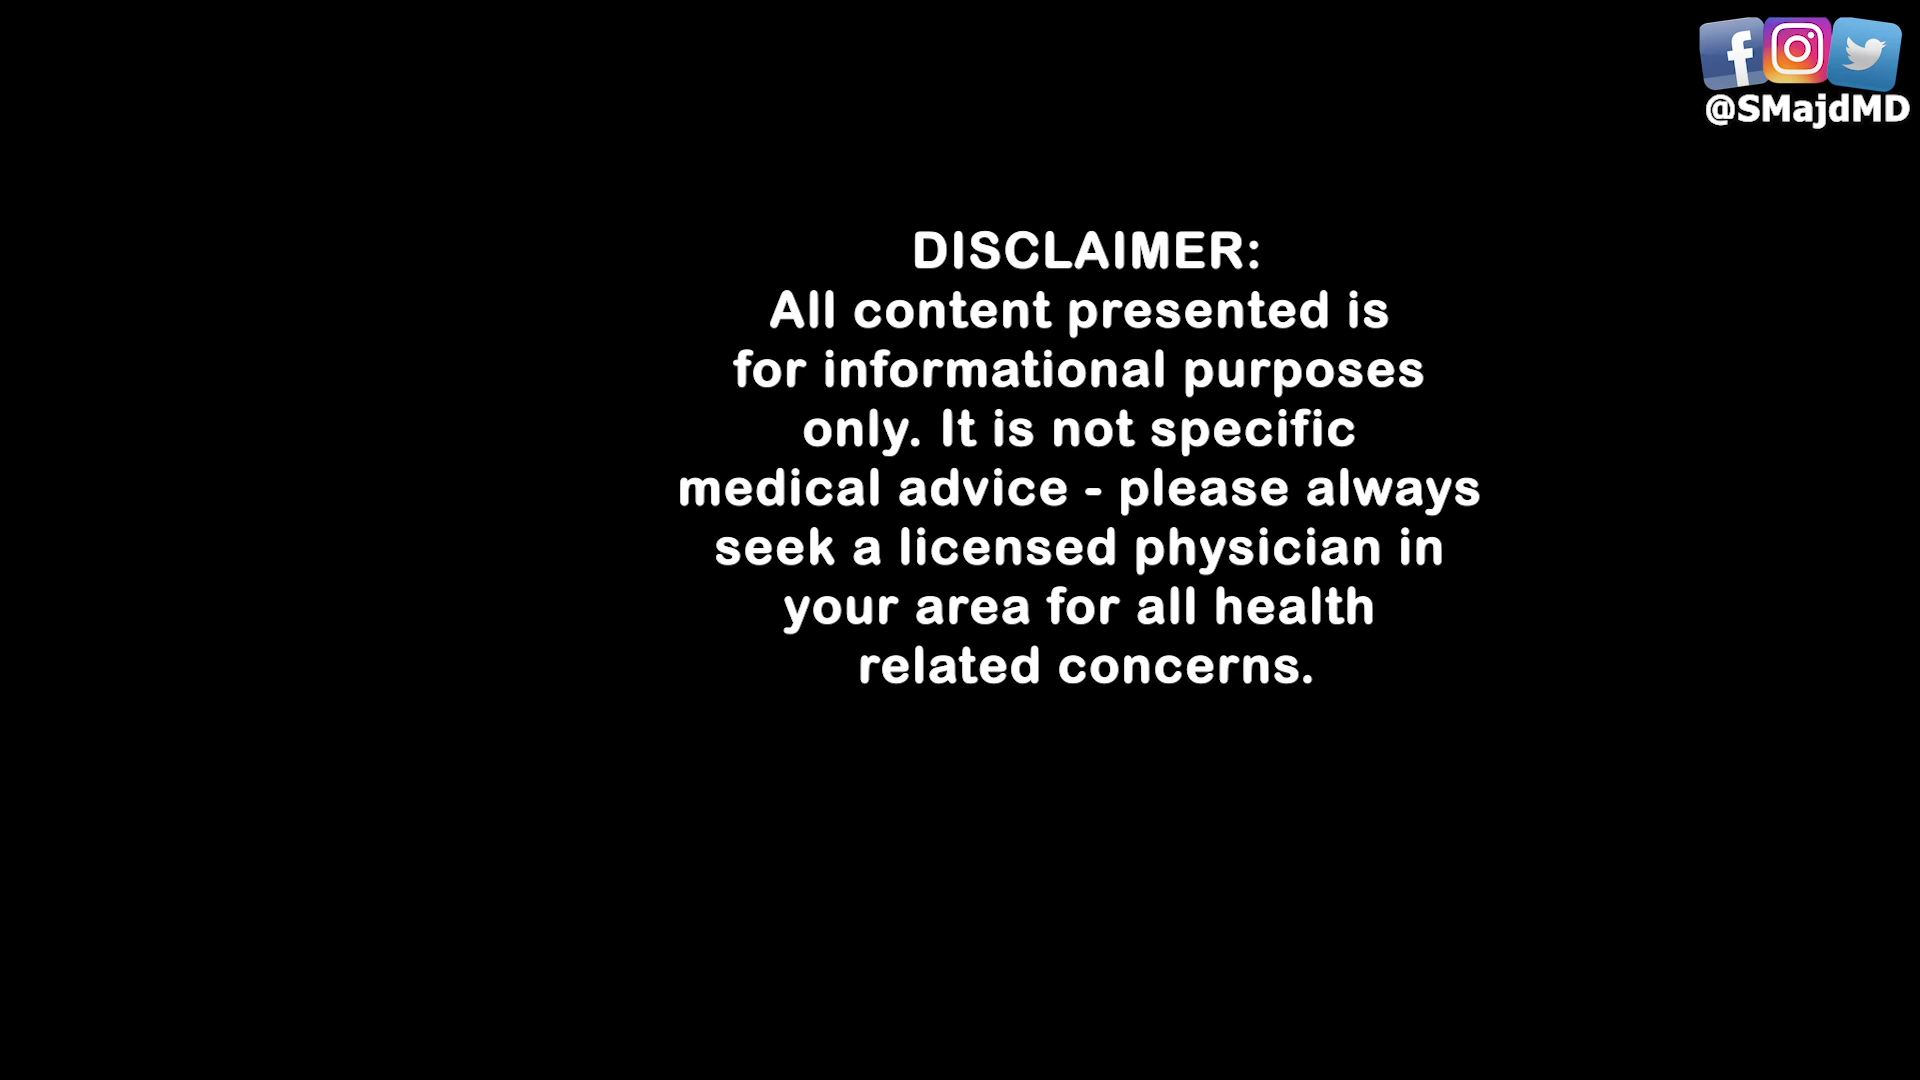 @SMajdMD
DISCLAIMER:
All content presented is
for informational purposes
only. It is not specific
medical advice - please always
seek a licensed physician in
your area for all health
related concerns.